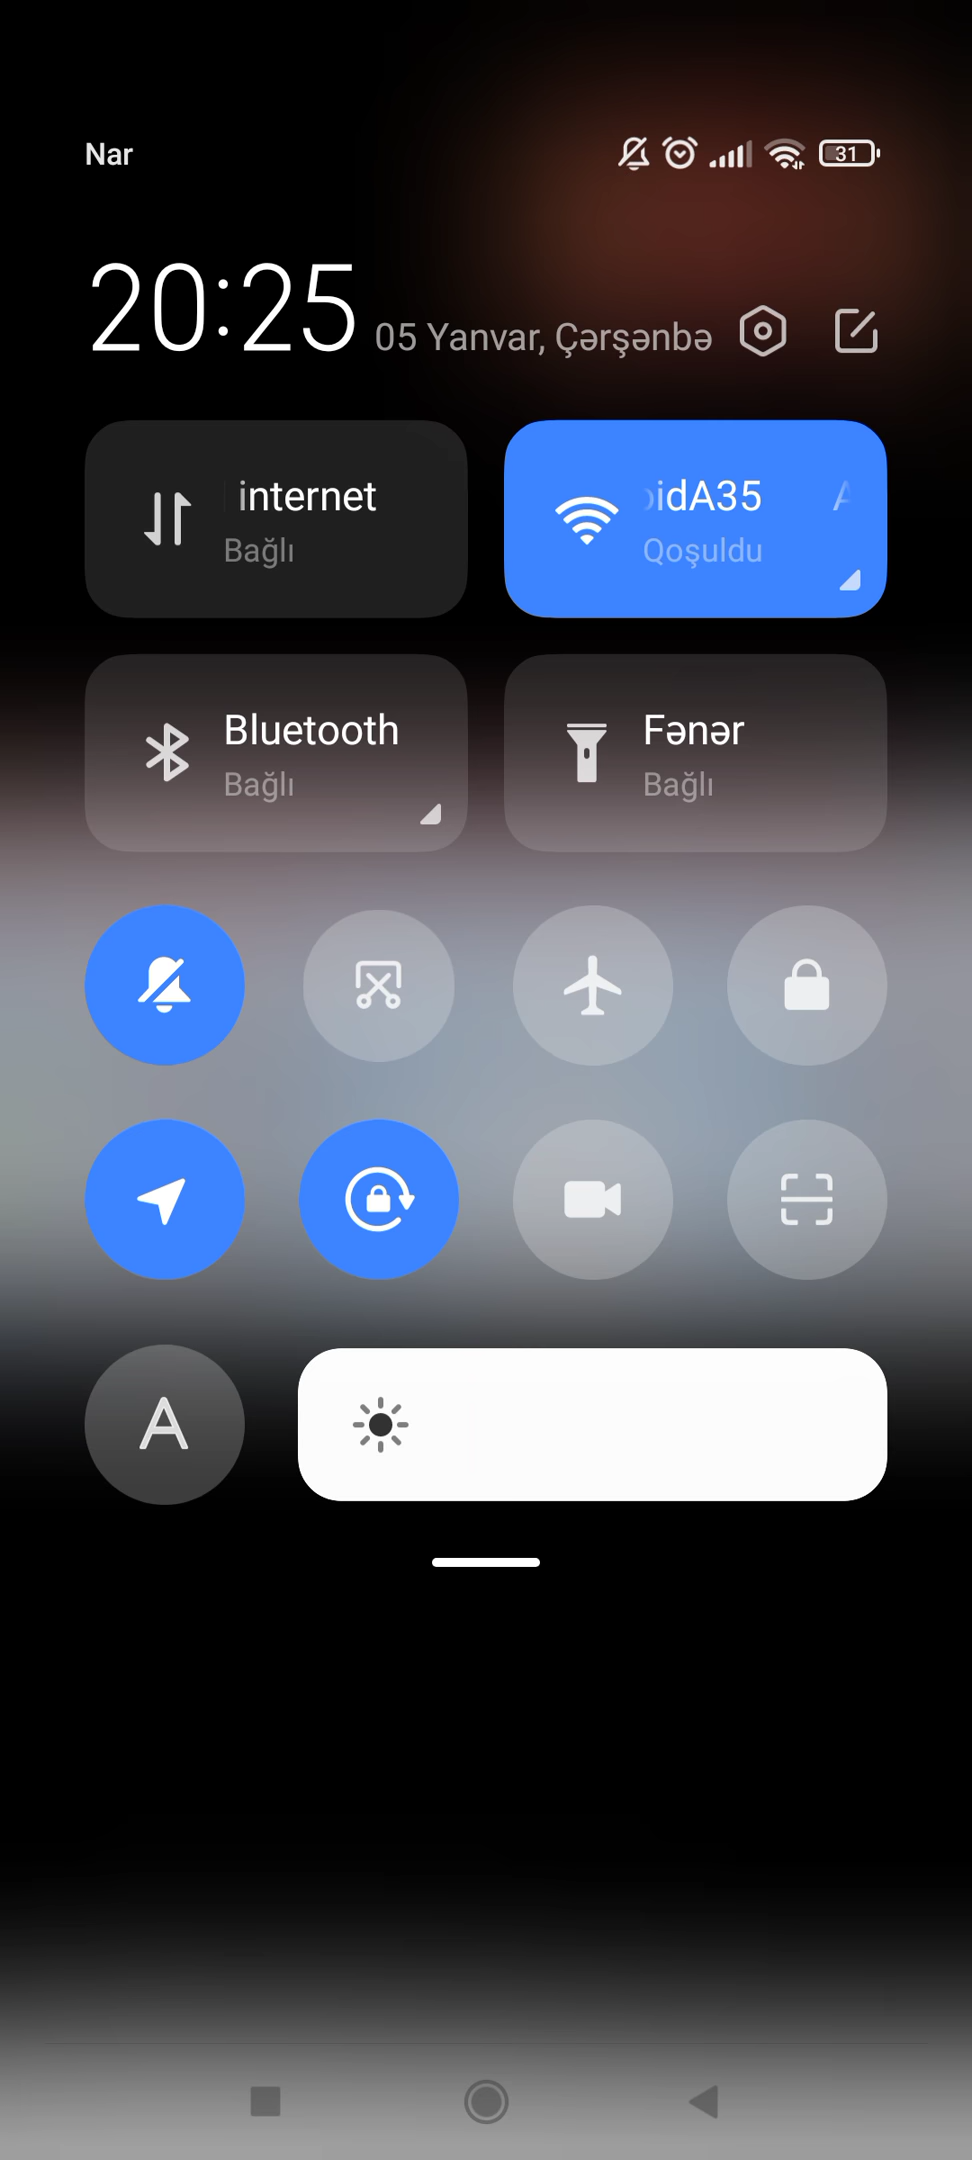 Nar
31
20:25 05 Yanvar, Çərşənbə
internet
Bağlı
idA35 A
Qoşuldu
Bluetooth
Bağlı
Fənər
Bağlı
A